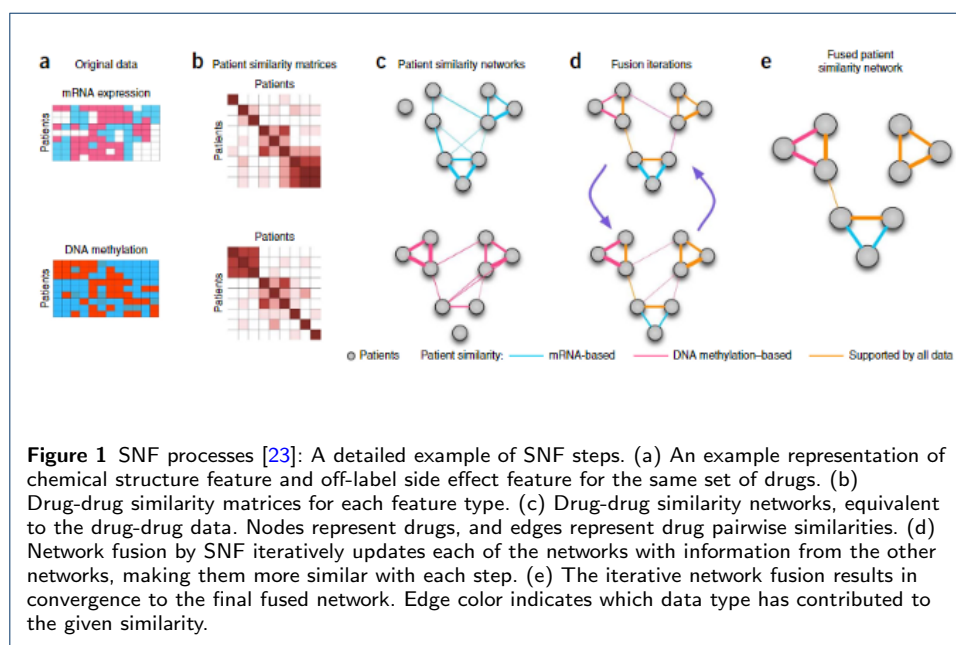 a Original data
mRNA expression
Patients
DNA methylation
Patients
b Patient similarity matrices
Patients
Patients
Patients
Patients
c Patient similarity networks
d Fusion iterations
e Fused patient
similarity network
Patients Patient similarity: mRNA-based DNA methylation–based Supported by all data
Figure 1 SNF processes [23]: A detailed example of SNF steps. (a) An example representation of
chemical structure feature and off-label side effect feature for the same set of drugs. (b)
Drug-drug similarity matrices for each feature type. (c) Drug-drug similarity networks, equivalent
to the drug-drug data. Nodes represent drugs, and edges represent drug pairwise similarities. (d)
Network fusion by SNF iteratively updates each of the networks with information from the other
networks, making them more similar with each step. (e) The iterative network fusion results in
convergence to the final fused network. Edge color indicates which data type has contributed to
the given similarity.